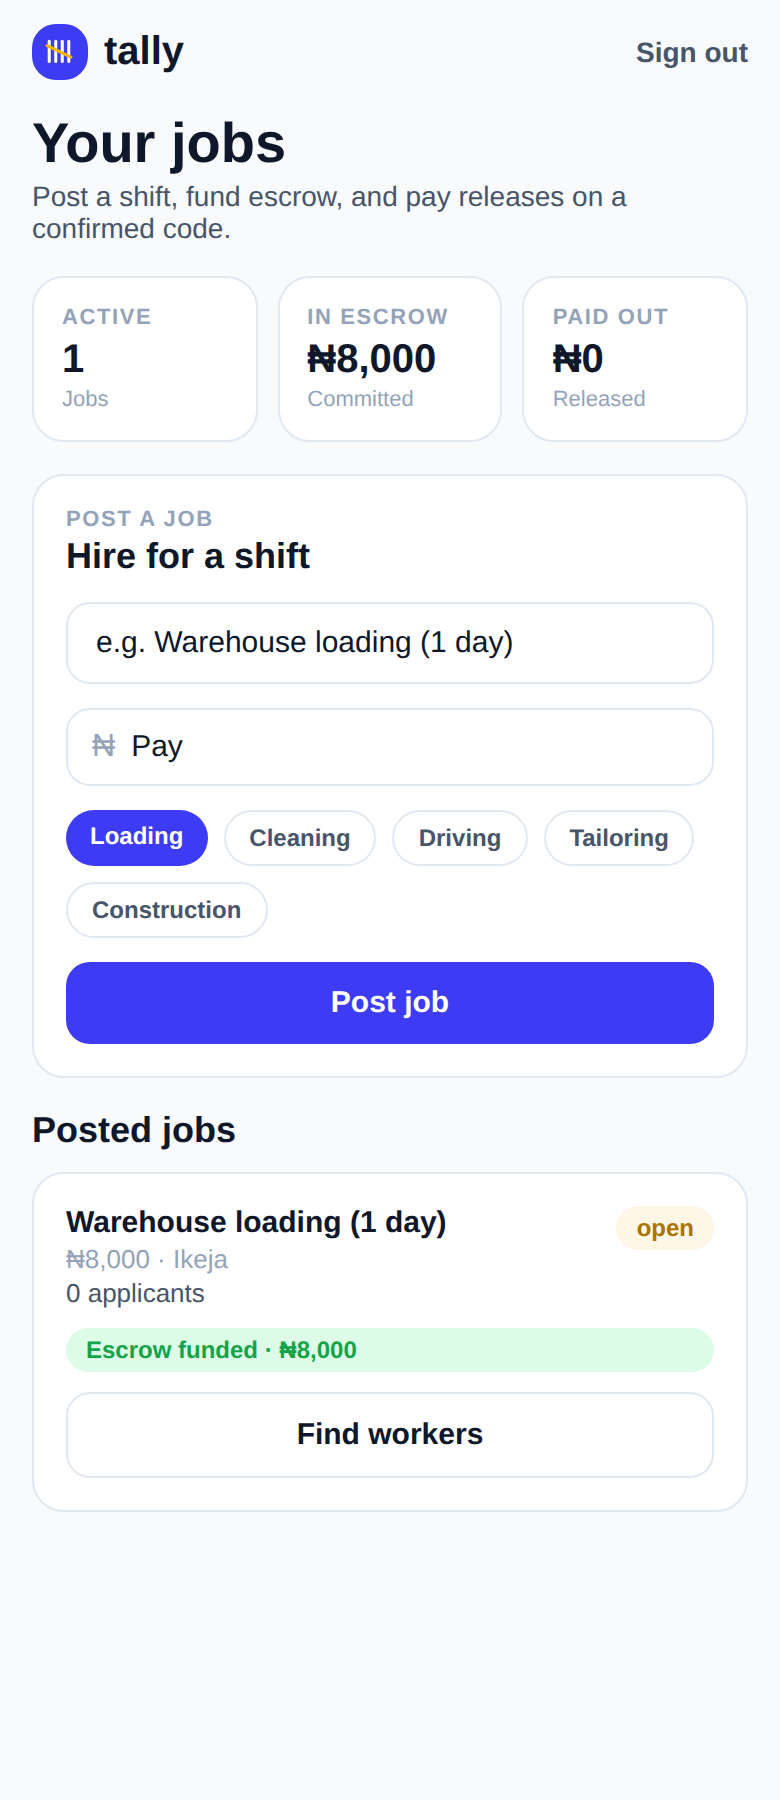 tally
Sign out
Your jobs
Post a shift, fund escrow, and pay releases on a
confirmed code.
ACTIVE
1
Jobs
IN ESCROW
₦8,000
Committed
PAID OUT
₦0
Released
POST A JOB
Hire for a shift
e.g. Warehouse loading (1 day)
₦ Pay
Loading Cleaning Driving Tailoring
Construction
Post job
Posted jobs
Warehouse loading (1 day)
open
₦8,000 · Ikeja
0 applicants
Escrow funded · ₦8,000
Find workers